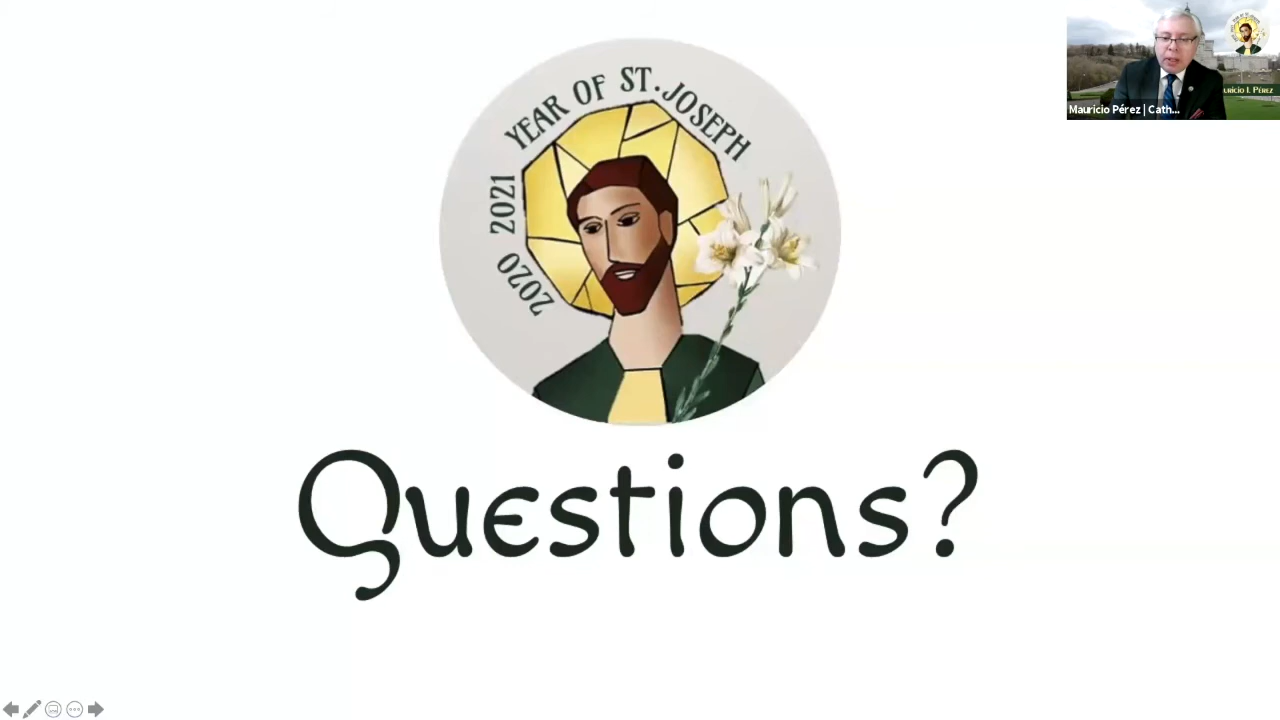 2020 2021 YEAR OF ST. JOSEPH
Questions?
Mauricio Pérez | Cath...
URICIO I. PÉREZ